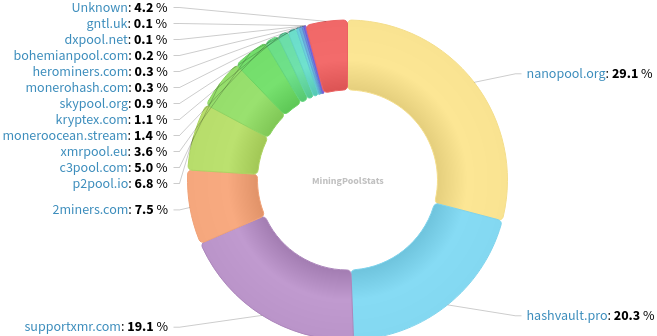 Unknown: 4.2 %
gntl.uk: 0.1 %
dxpool.net: 0.1 %
bohemianpool.com: 0.2 %
herominers.com: 0.3 %
monerohash.com: 0.3 %
skypool.org: 0.9 %
kryptex.com: 1.1 %
moneroocean.stream: 1.4 %
xmrpool.eu: 3.6 %
c3pool.com: 5.0 %
p2pool.io: 6.8 %
2miners.com: 7.5 %
supportxmr.com: 19.1 %
MiningPoolStats
nanopool.org: 29.1 %
hashvault.pro: 20.3 %